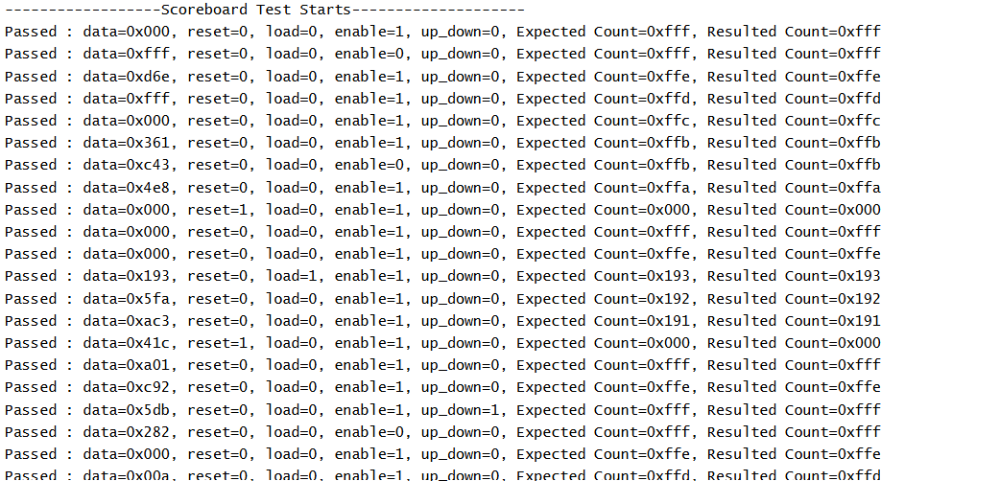 ------------------Scoreboard Test Starts--------------------
Passed : data=0x000, reset=0, load=0, enable=1, up_down=0, Expected Count=0xfff, Resulted Count=0xfff
Passed : data=0xfff, reset=0, load=0, enable=0, up_down=0, Expected Count=0xfff, Resulted Count=0xfff
Passed : data=0xd6e, reset=0, load=0, enable=1, up_down=0, Expected Count=0xffe, Resulted Count=0xffe
Passed : data=0xfff, reset=0, load=0, enable=1, up_down=0, Expected Count=0xffd, Resulted Count=0xffd
Passed : data=0x000, reset=0, load=0, enable=1, up_down=0, Expected Count=0xffc, Resulted Count=0xffc
Passed : data=0x361, reset=0, load=0, enable=1, up_down=0, Expected Count=0xffb, Resulted Count=0xffb
Passed : data=0xc43, reset=0, load=0, enable=0, up_down=0, Expected Count=0xffb, Resulted Count=0xffb
Passed : data=0x4e8, reset=0, load=0, enable=1, up_down=0, Expected Count=0xffa, Resulted Count=0xffa
Passed : data=0x000, reset=1, load=0, enable=1, up_down=0, Expected Count=0x000, Resulted Count=0x000
Passed : data=0x000, reset=0, load=0, enable=1, up_down=0, Expected Count=0xfff, Resulted Count=0xfff
Passed : data=0x000, reset=0, load=0, enable=1, up_down=0, Expected Count=0xffe, Resulted Count=0xffe
Passed : data=0x193, reset=0, load=1, enable=1, up_down=0, Expected Count=0x193, Resulted Count=0x193
Passed : data=0x5fa, reset=0, load=0, enable=1, up_down=0, Expected Count=0x192, Resulted Count=0x192
Passed : data=0xac3, reset=0, load=0, enable=1, up_down=0, Expected Count=0x191, Resulted Count=0x191
Passed : data=0x41c, reset=1, load=0, enable=1, up_down=0, Expected Count=0x000, Resulted Count=0x000
Passed : data=0xa01, reset=0, load=0, enable=1, up_down=0, Expected Count=0xfff, Resulted Count=0xfff
Passed : data=0xc92, reset=0, load=0, enable=1, up_down=0, Expected Count=0xffe, Resulted Count=0xffe
Passed : data=0x5db, reset=0, load=0, enable=1, up_down=1, Expected Count=0xfff, Resulted Count=0xfff
Passed : data=0x282, reset=0, load=0, enable=0, up_down=0, Expected Count=0xfff, Resulted Count=0xfff
Passed : data=0x000, reset=0, load=0, enable=1, up_down=0, Expected Count=0xffe, Resulted Count=0xffe
Passed : data=0x00a, reset=0, load=0, enable=1, up_down=0, Expected Count=0xffd, Resulted Count=0xffd